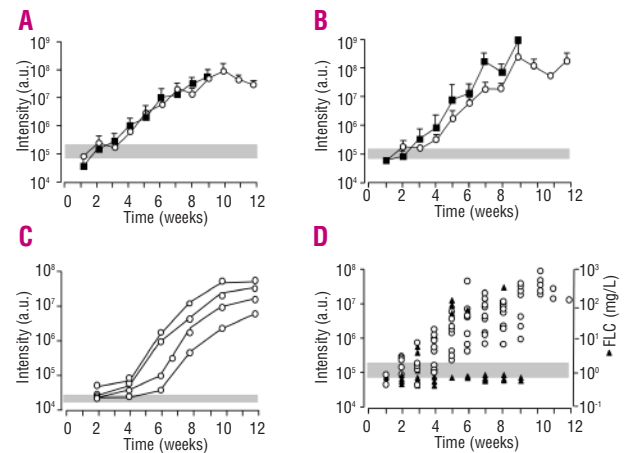 A
Intensity (a.u.)
10⁹
10⁸
10⁷
10⁶
10⁵
10⁴
0 2 4 6 8 10 12
Time (weeks)
B
Intensity (a.u.)
10⁹
10⁸
10⁷
10⁶
10⁵
10⁴
0 2 4 6 8 10 12
Time (weeks)
C
Intensity (a.u.)
10⁸
10⁷
10⁶
10⁵
10⁴
0 2 4 6 8 10 12
Time (weeks)
D
Intensity (a.u.)
10⁸
10⁷
10⁶
10⁵
10⁴
0 2 4 6 8 10 12
Time (weeks)
10³
10²
10¹
10⁰
10⁻¹
▲ FLC (mg/L)